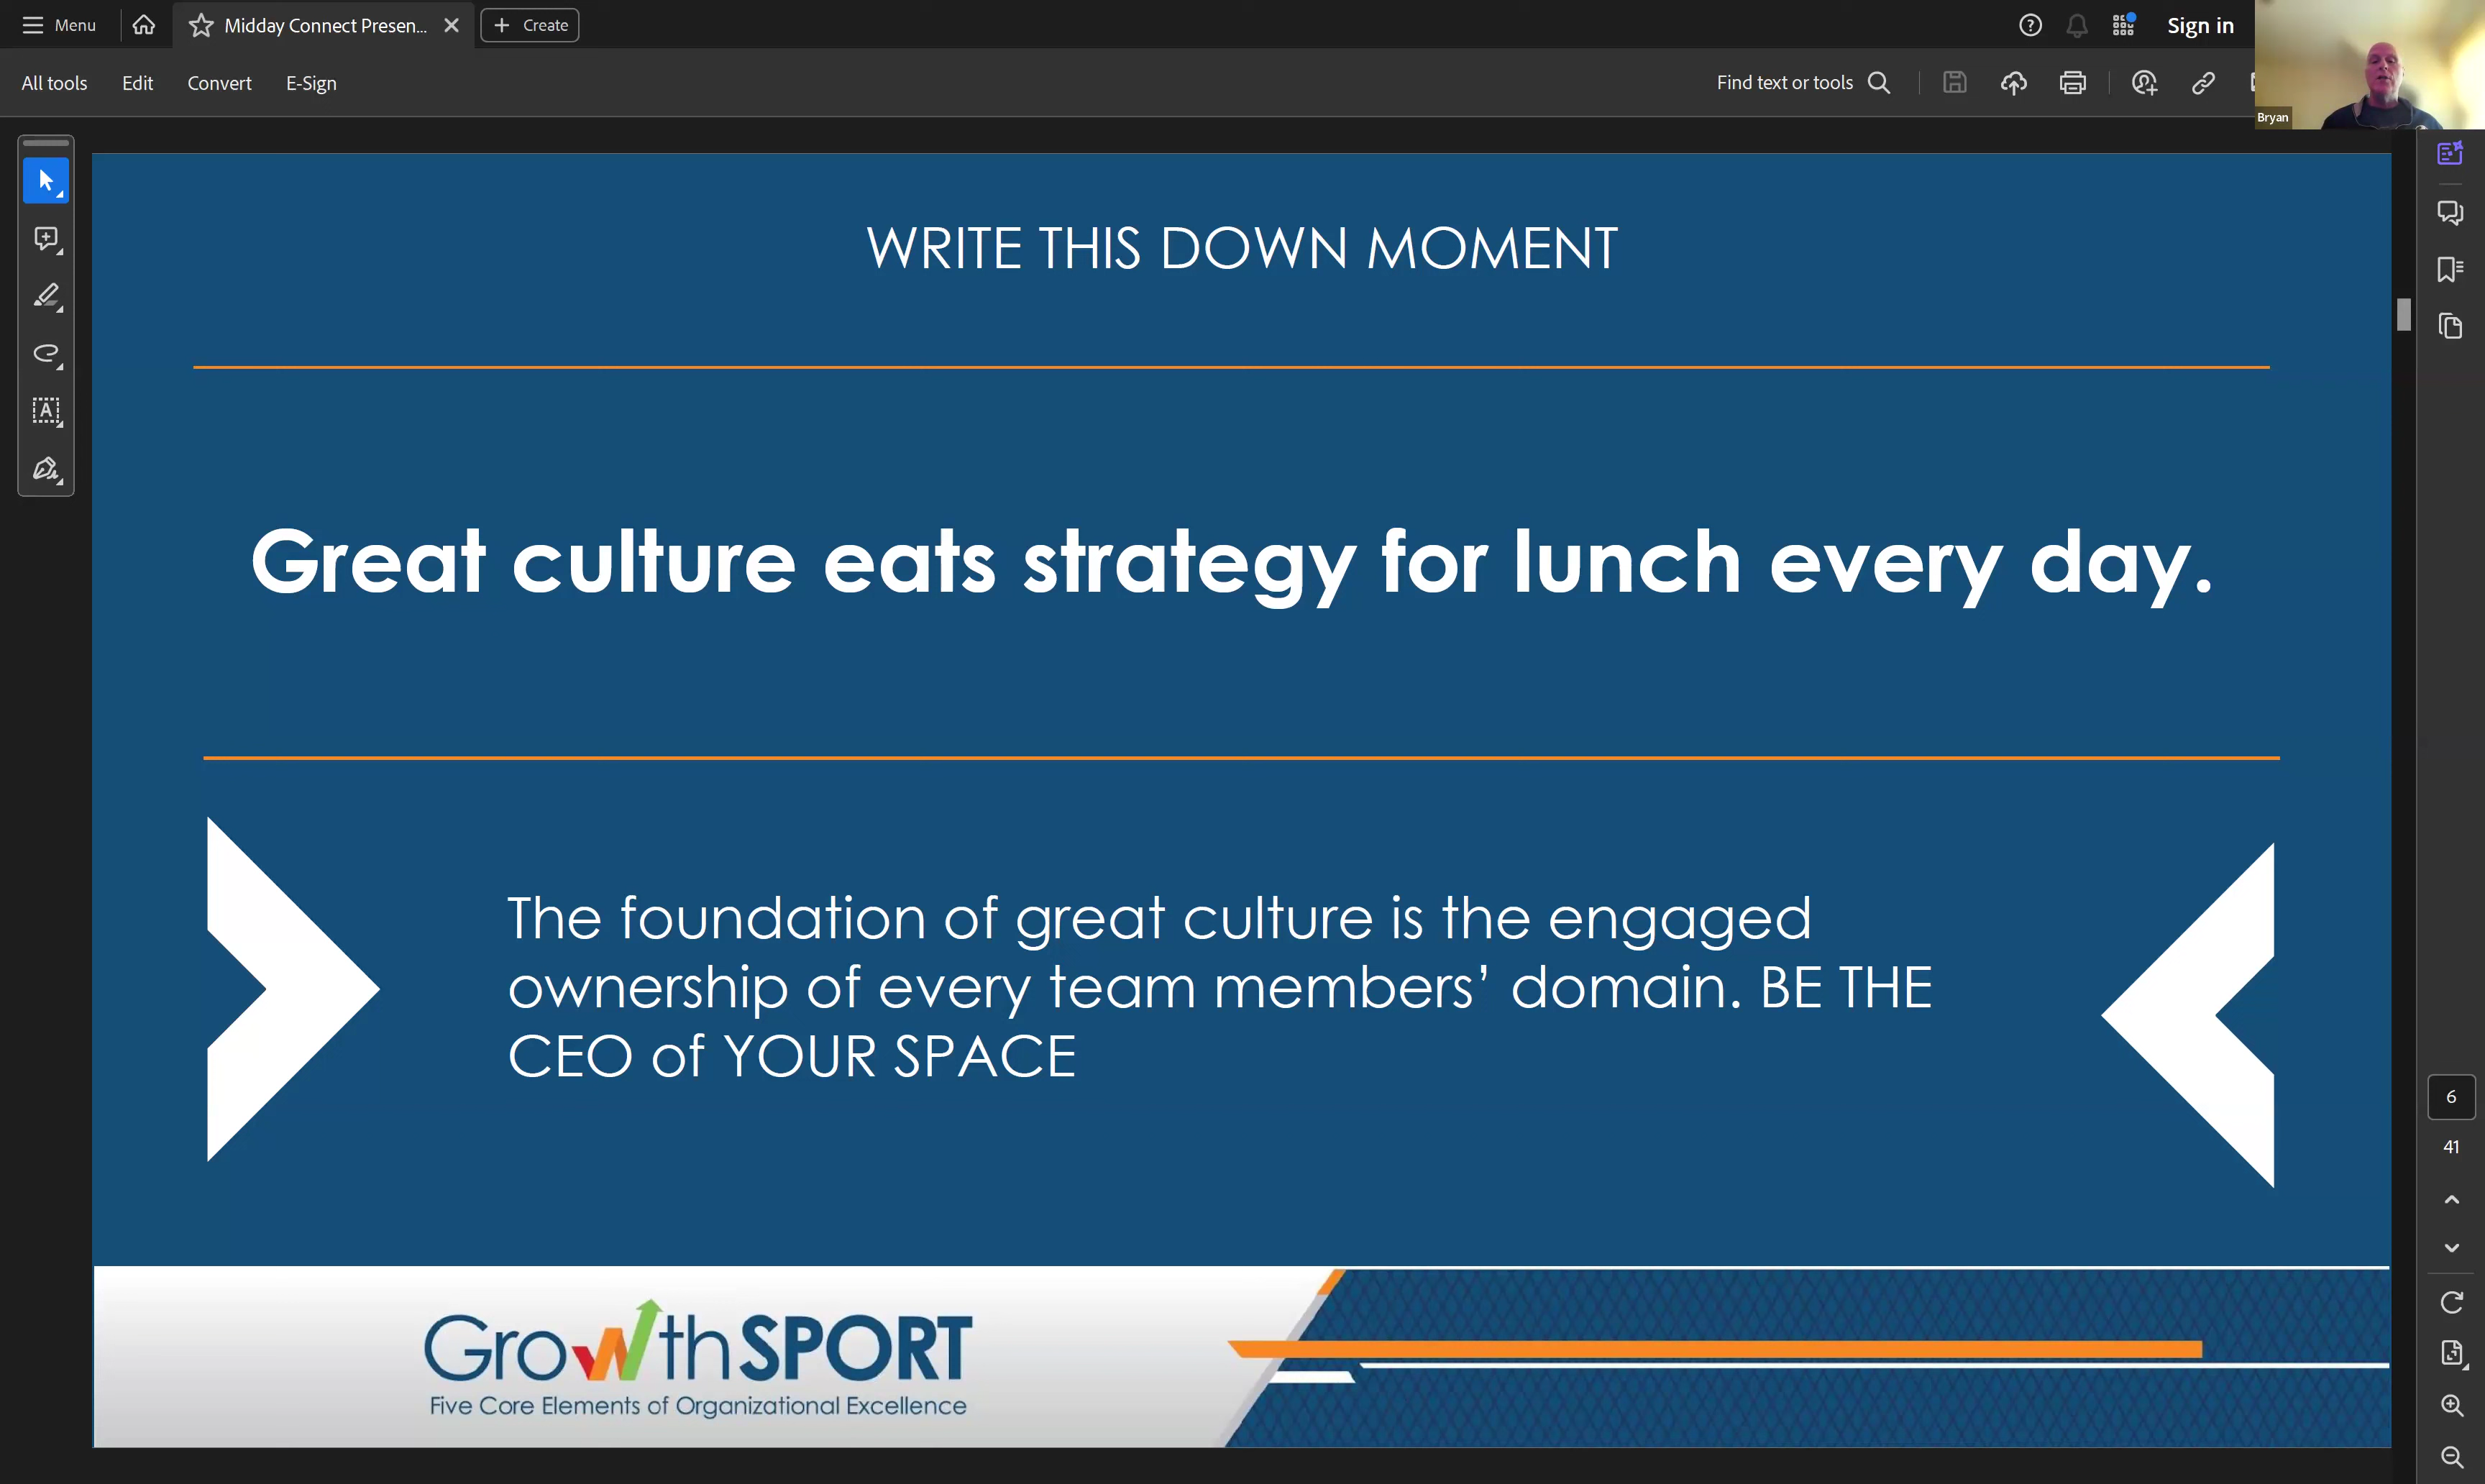 Menu
Midday Connect Presen...
Create
Sign in
All tools
Edit
Convert
E-Sign
Find text or tools
Bryan
WRITE THIS DOWN MOMENT
Great culture eats strategy for lunch every day.
The foundation of great culture is the engaged
ownership of every team members’ domain. BE THE
CEO of YOUR SPACE
GrowthSPORT
Five Core Elements of Organizational Excellence
6
41